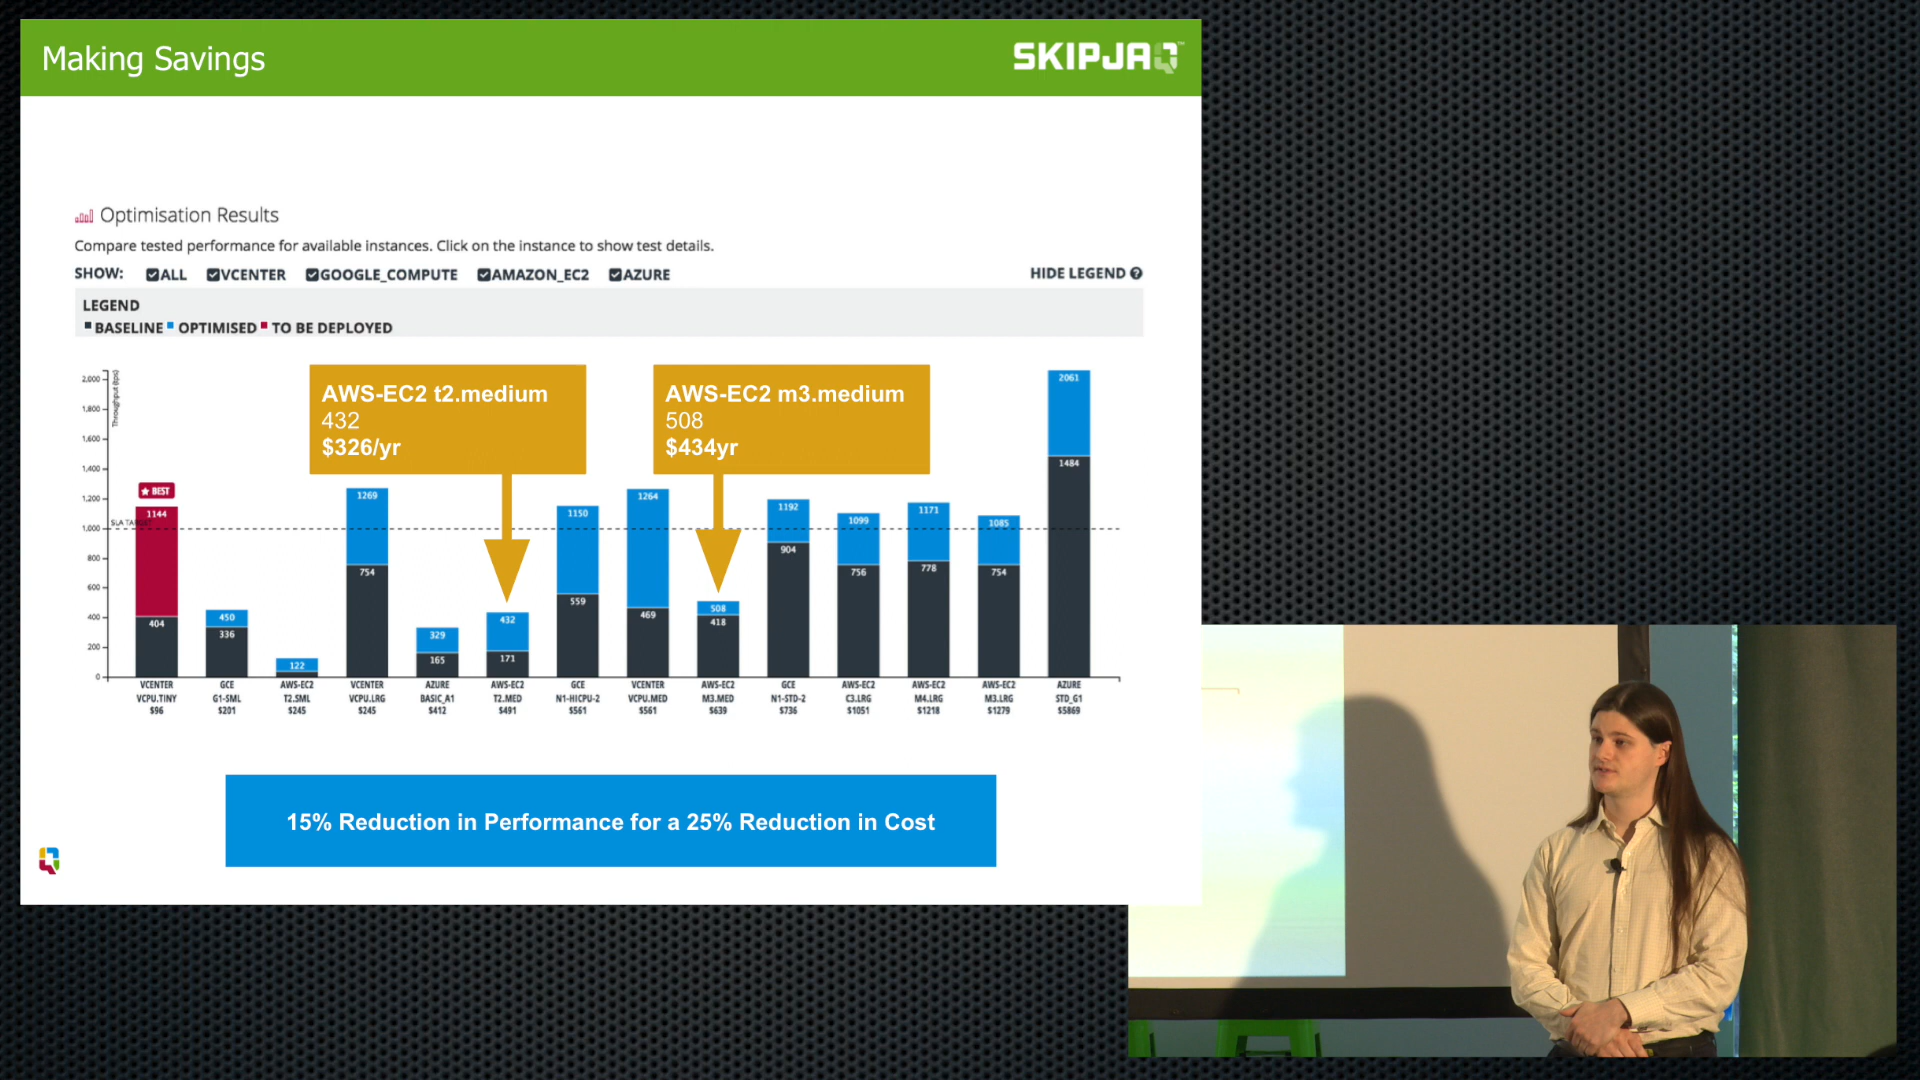 Making Savings
SKIPJAQ™
Optimisation Results
Compare tested performance for available instances. Click on the instance to show test details.
SHOW: ALL VCENTER GOOGLE_COMPUTE AMAZON_EC2 AZURE
HIDE LEGEND ?
LEGEND
BASELINE OPTIMISED TO BE DEPLOYED
Throughput (tps)
2,000
1,800
1,600
1,400
1,200
1,000
800
600
400
200
0
SLA TARGET
AWS-EC2 t2.medium
432
$326/yr
AWS-EC2 m3.medium
508
$434yr
BEST
1144
404
450
336
122
1269
754
329
165
432
171
1150
559
1264
469
508
418
1192
904
1099
756
1171
778
1085
754
2061
1484
VCENTER
VCPU.TINY
$96
GCE
G1-SML
$201
AWS-EC2
T2.SML
$245
VCENTER
VCPU.LRG
$245
AZURE
BASIC_A1
$412
AWS-EC2
T2.MED
$491
GCE
N1-HICPU-2
$561
VCENTER
VCPU.MED
$561
AWS-EC2
M3.MED
$639
GCE
N1-STD-2
$736
AWS-EC2
C3.LRG
$1051
AWS-EC2
M4.LRG
$1218
AWS-EC2
M3.LRG
$1279
AZURE
STD_G1
$5869
15% Reduction in Performance for a 25% Reduction in Cost